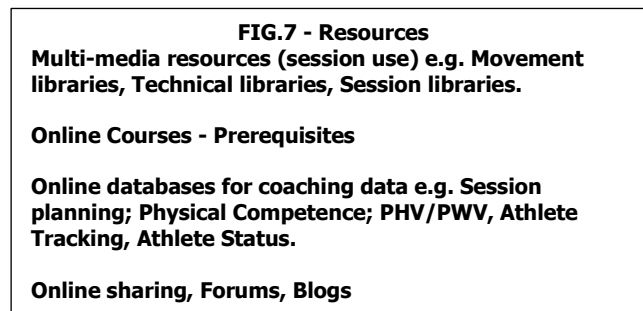 FIG.7 - Resources
Multi-media resources (session use) e.g. Movement
libraries, Technical libraries, Session libraries.
Online Courses - Prerequisites
Online databases for coaching data e.g. Session
planning; Physical Competence; PHV/PWV, Athlete
Tracking, Athlete Status.
Online sharing, Forums, Blogs